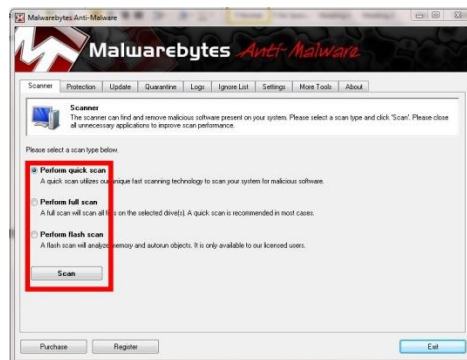 Malwarebytes Anti-Malware
Malwarebytes Anti-Malware
Scanner Protection Update Quarantine Logs Ignore List Settings More Tools About
Scanner
The scanner can find and remove malicious software present on your system. Please select a scan type and click 'Scan'. Please close
all unnecessary applications to improve scan performance.
Please select a scan type below.
Perform quick scan
A quick scan utilizes our unique fast scanning technology to scan your system for malicious software.
Perform full scan
A full scan will scan all files on the selected drive(s). A quick scan is recommended in most cases.
Perform flash scan
A flash scan will analyze memory and autorun objects. It is only available to our licensed users.
Scan
Purchase Register Exit